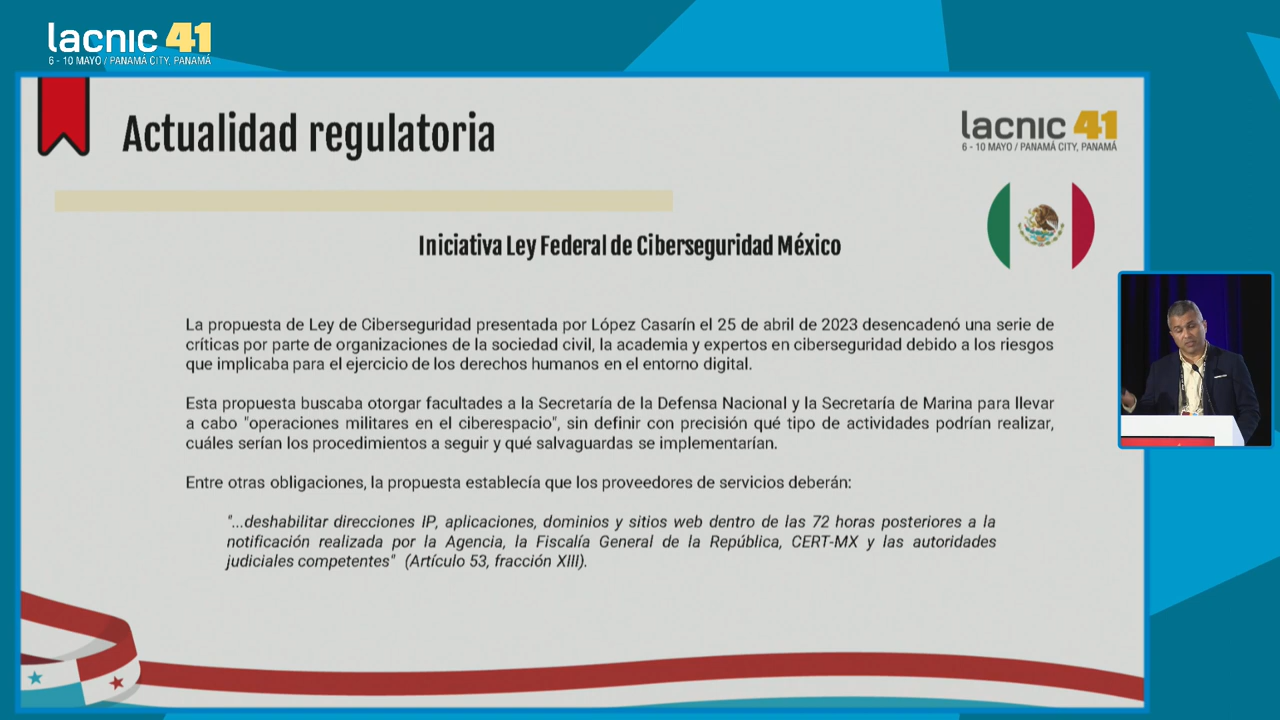 lacnic 41
6 - 10 MAYO / PANAMÁ CITY, PANAMÁ
Actualidad regulatoria
lacnic 41
6 - 10 MAYO / PANAMÁ CITY, PANAMÁ
Iniciativa Ley Federal de Ciberseguridad México
La propuesta de Ley de Ciberseguridad presentada por López Casarín el 25 de abril de 2023 desencadenó una serie de
críticas por parte de organizaciones de la sociedad civil, la academia y expertos en ciberseguridad debido a los riesgos
que implicaba para el ejercicio de los derechos humanos en el entorno digital.
Esta propuesta buscaba otorgar facultades a la Secretaría de la Defensa Nacional y la Secretaría de Marina para llevar
a cabo "operaciones militares en el ciberespacio", sin definir con precisión qué tipo de actividades podrían realizar,
cuáles serían los procedimientos a seguir y qué salvaguardas se implementarían.
Entre otras obligaciones, la propuesta establecía que los proveedores de servicios deberán:
"...deshabilitar direcciones IP, aplicaciones, dominios y sitios web dentro de las 72 horas posteriores a la
notificación realizada por la Agencia, la Fiscalía General de la República, CERT-MX y las autoridades
judiciales competentes" (Artículo 53, fracción XIII).